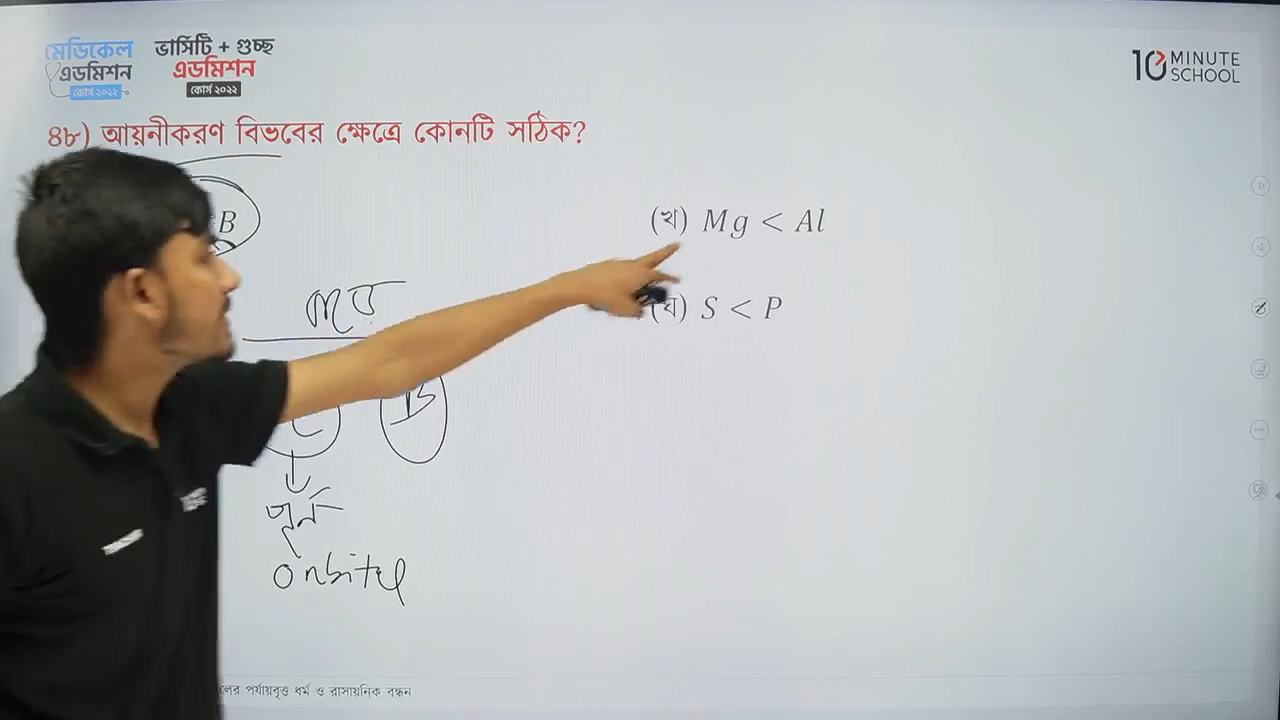 মেডিকেল
এডমিশন
কোর্স ২০২২
ভার্সিটি + গুচ্ছ
এডমিশন
কোর্স ২০২২
10 MINUTE
SCHOOL
৪৮) আয়নীকরণ বিভবের ক্ষেত্রে কোনটি সঠিক?
B
(খ) Mg < Al
(ঘ) S < P
B
পূর্ন
orbital
পর্যায়বৃত্ত ধর্ম ও রাসায়নিক বন্ধন